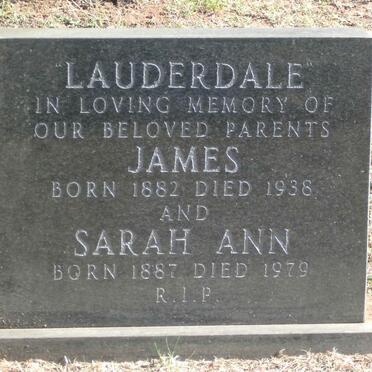 "LAUDERDALE"
IN LOVING MEMORY OF
OUR BELOVED PARENTS
JAMES
BORN 1882 DIED 1938
AND
SARAH ANN
BORN 1887 DIED 1979
R.I.P.